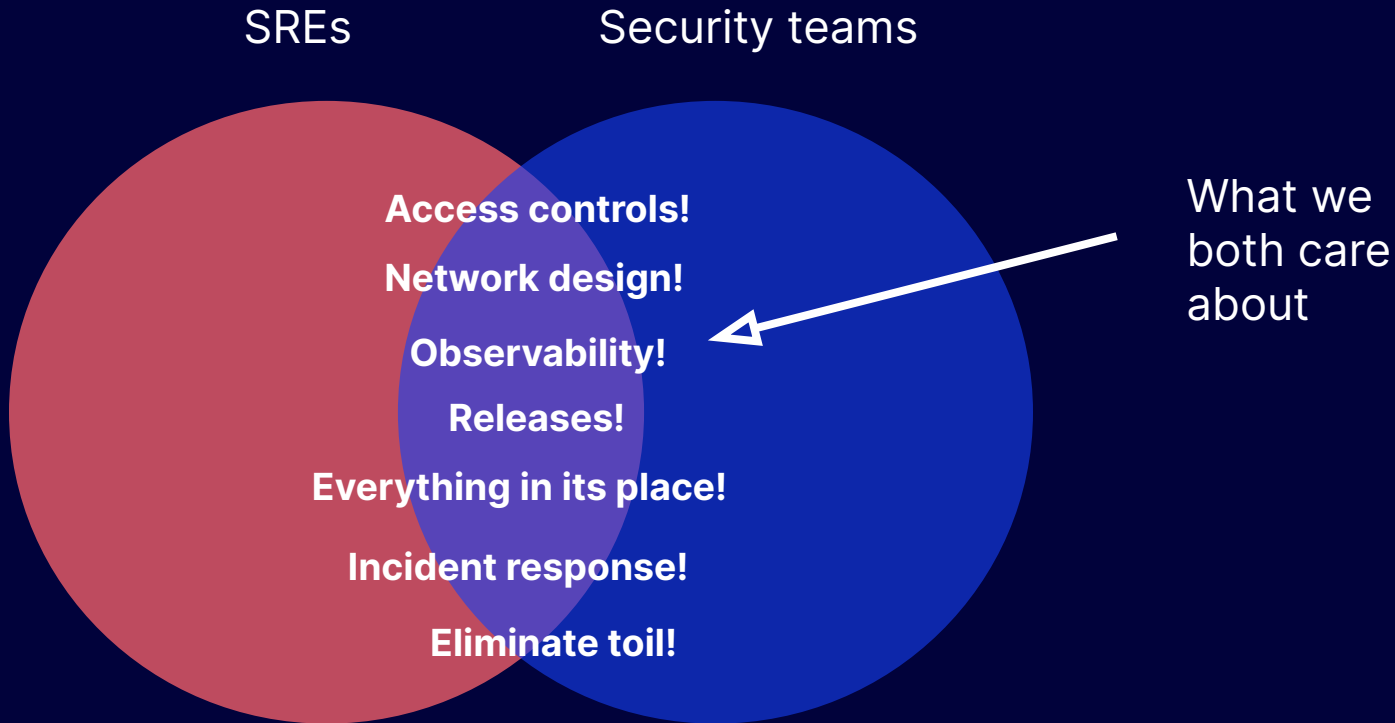 SREs
Security teams
Access controls!
Network design!
Observability!
Releases!
Everything in its place!
Incident response!
Eliminate toil!
What we
both care
about